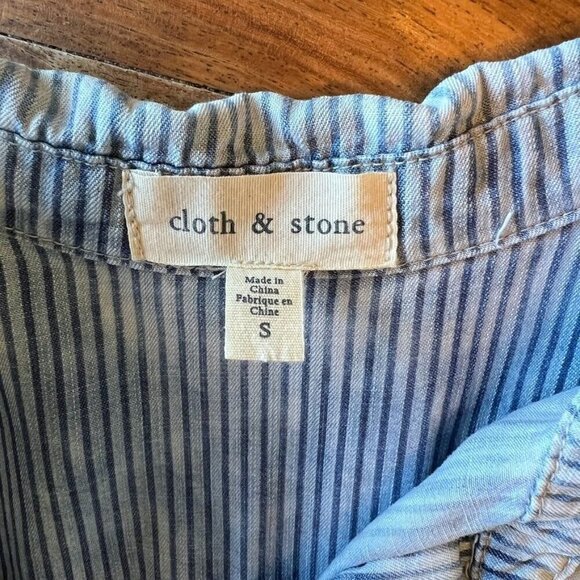 cloth & stone
Made in
China
Fabrique en
Chine
S